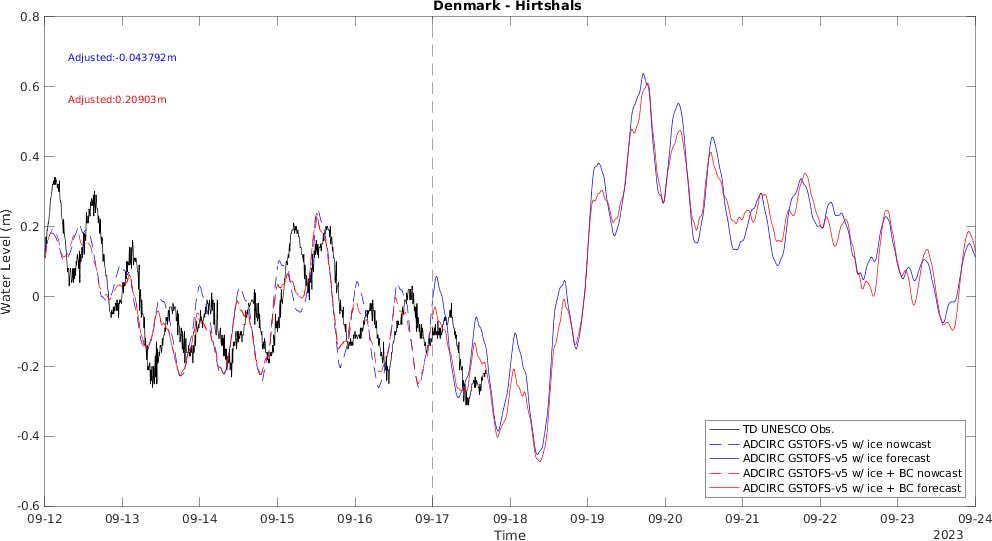 Denmark - Hirtshals
0.8
0.6
0.4
0.2
0
-0.2
-0.4
-0.6
Water Level (m)
Adjusted:-0.043792m
Adjusted:0.20903m
TD UNESCO Obs.
ADCIRC GSTOFS-v5 w/ ice nowcast
ADCIRC GSTOFS-v5 w/ ice forecast
ADCIRC GSTOFS-v5 w/ ice + BC nowcast
ADCIRC GSTOFS-v5 w/ ice + BC forecast
09-12 09-13 09-14 09-15 09-16 09-17 09-18 09-19 09-20 09-21 09-22 09-23 09-24
Time
2023